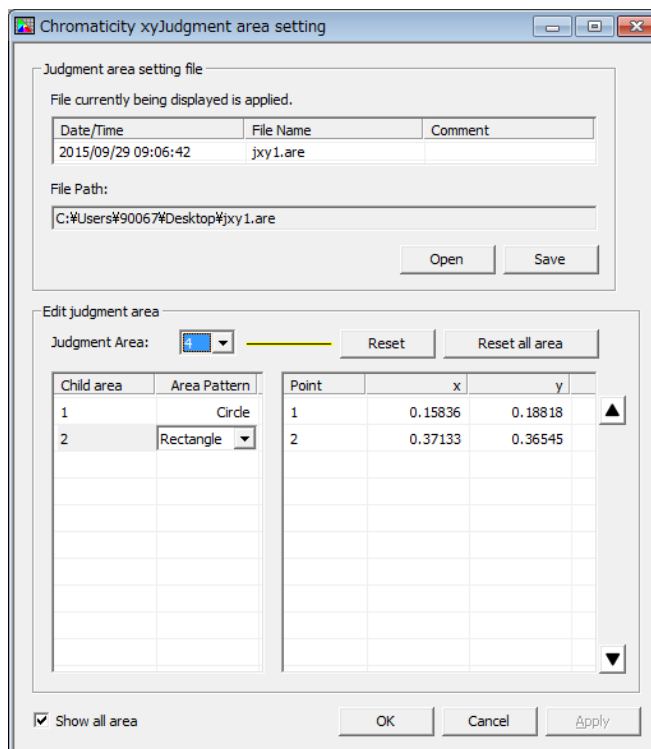 Chromaticity xyJudgment area setting
Judgment area setting file
File currently being displayed is applied.
Date/Time File Name Comment
2015/09/29 09:06:42 jxy1.are
File Path:
C:¥Users¥90067¥Desktop¥jxy1.are
Open Save
Edit judgment area
Judgment Area: 4 Reset Reset all area
Child area Area Pattern Point x y
1 Circle 1 0.15836 0.18818
2 Rectangle 2 0.37133 0.36545
Show all area OK Cancel Apply